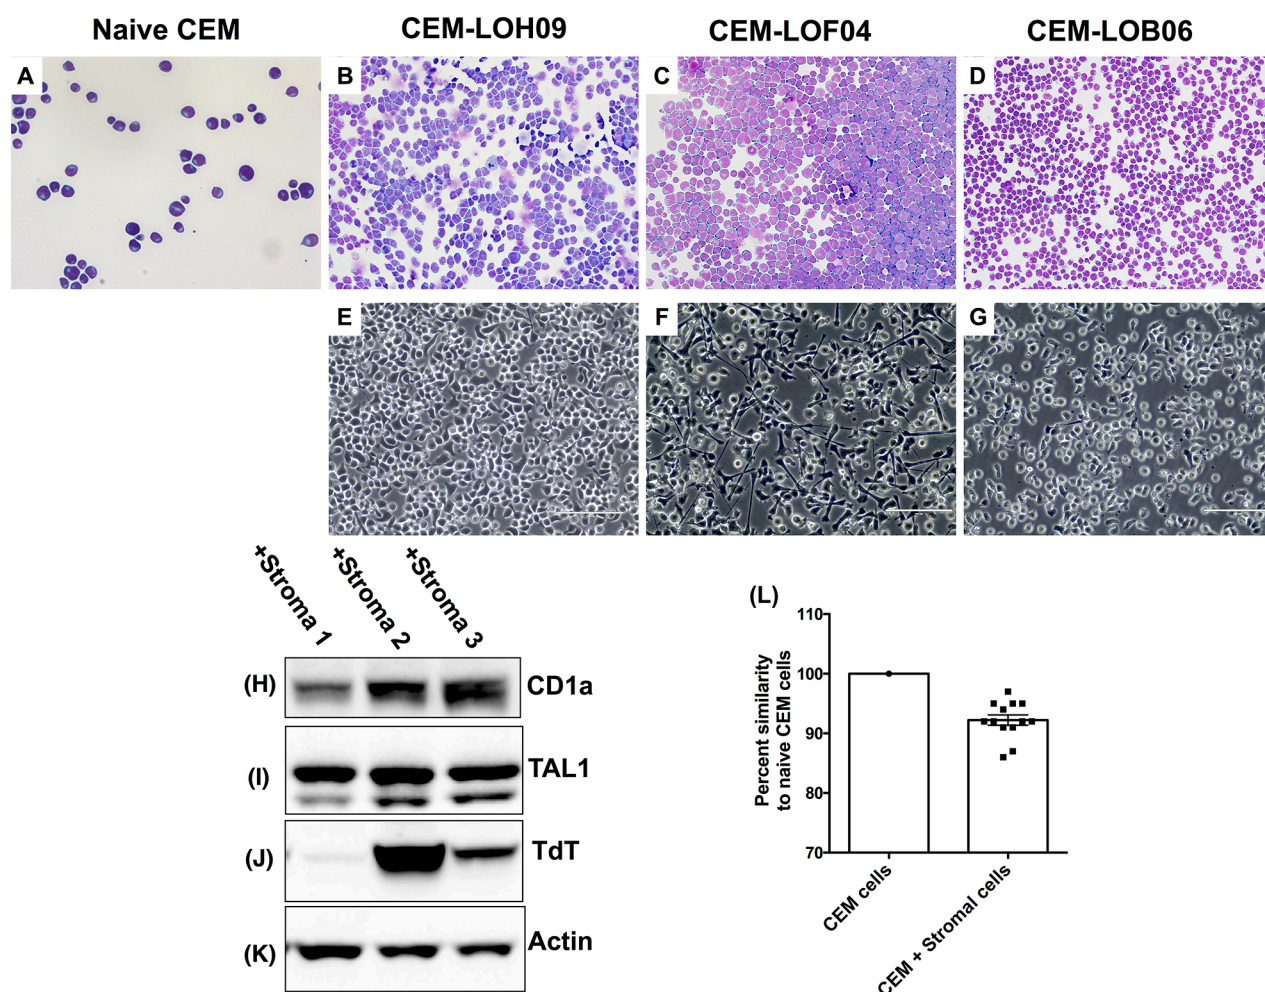 Naive CEM
CEM-LOH09
CEM-LOF04
CEM-LOB06
A
B
C
D
E
F
G
+Stroma 1
+Stroma 2
+Stroma 3
(H)
CD1a
(I)
TAL1
(J)
TdT
(K)
Actin
(L)
Percent similarity
to naive CEM cells
110
100
90
80
70
CEM cells
CEM + Stromal cells